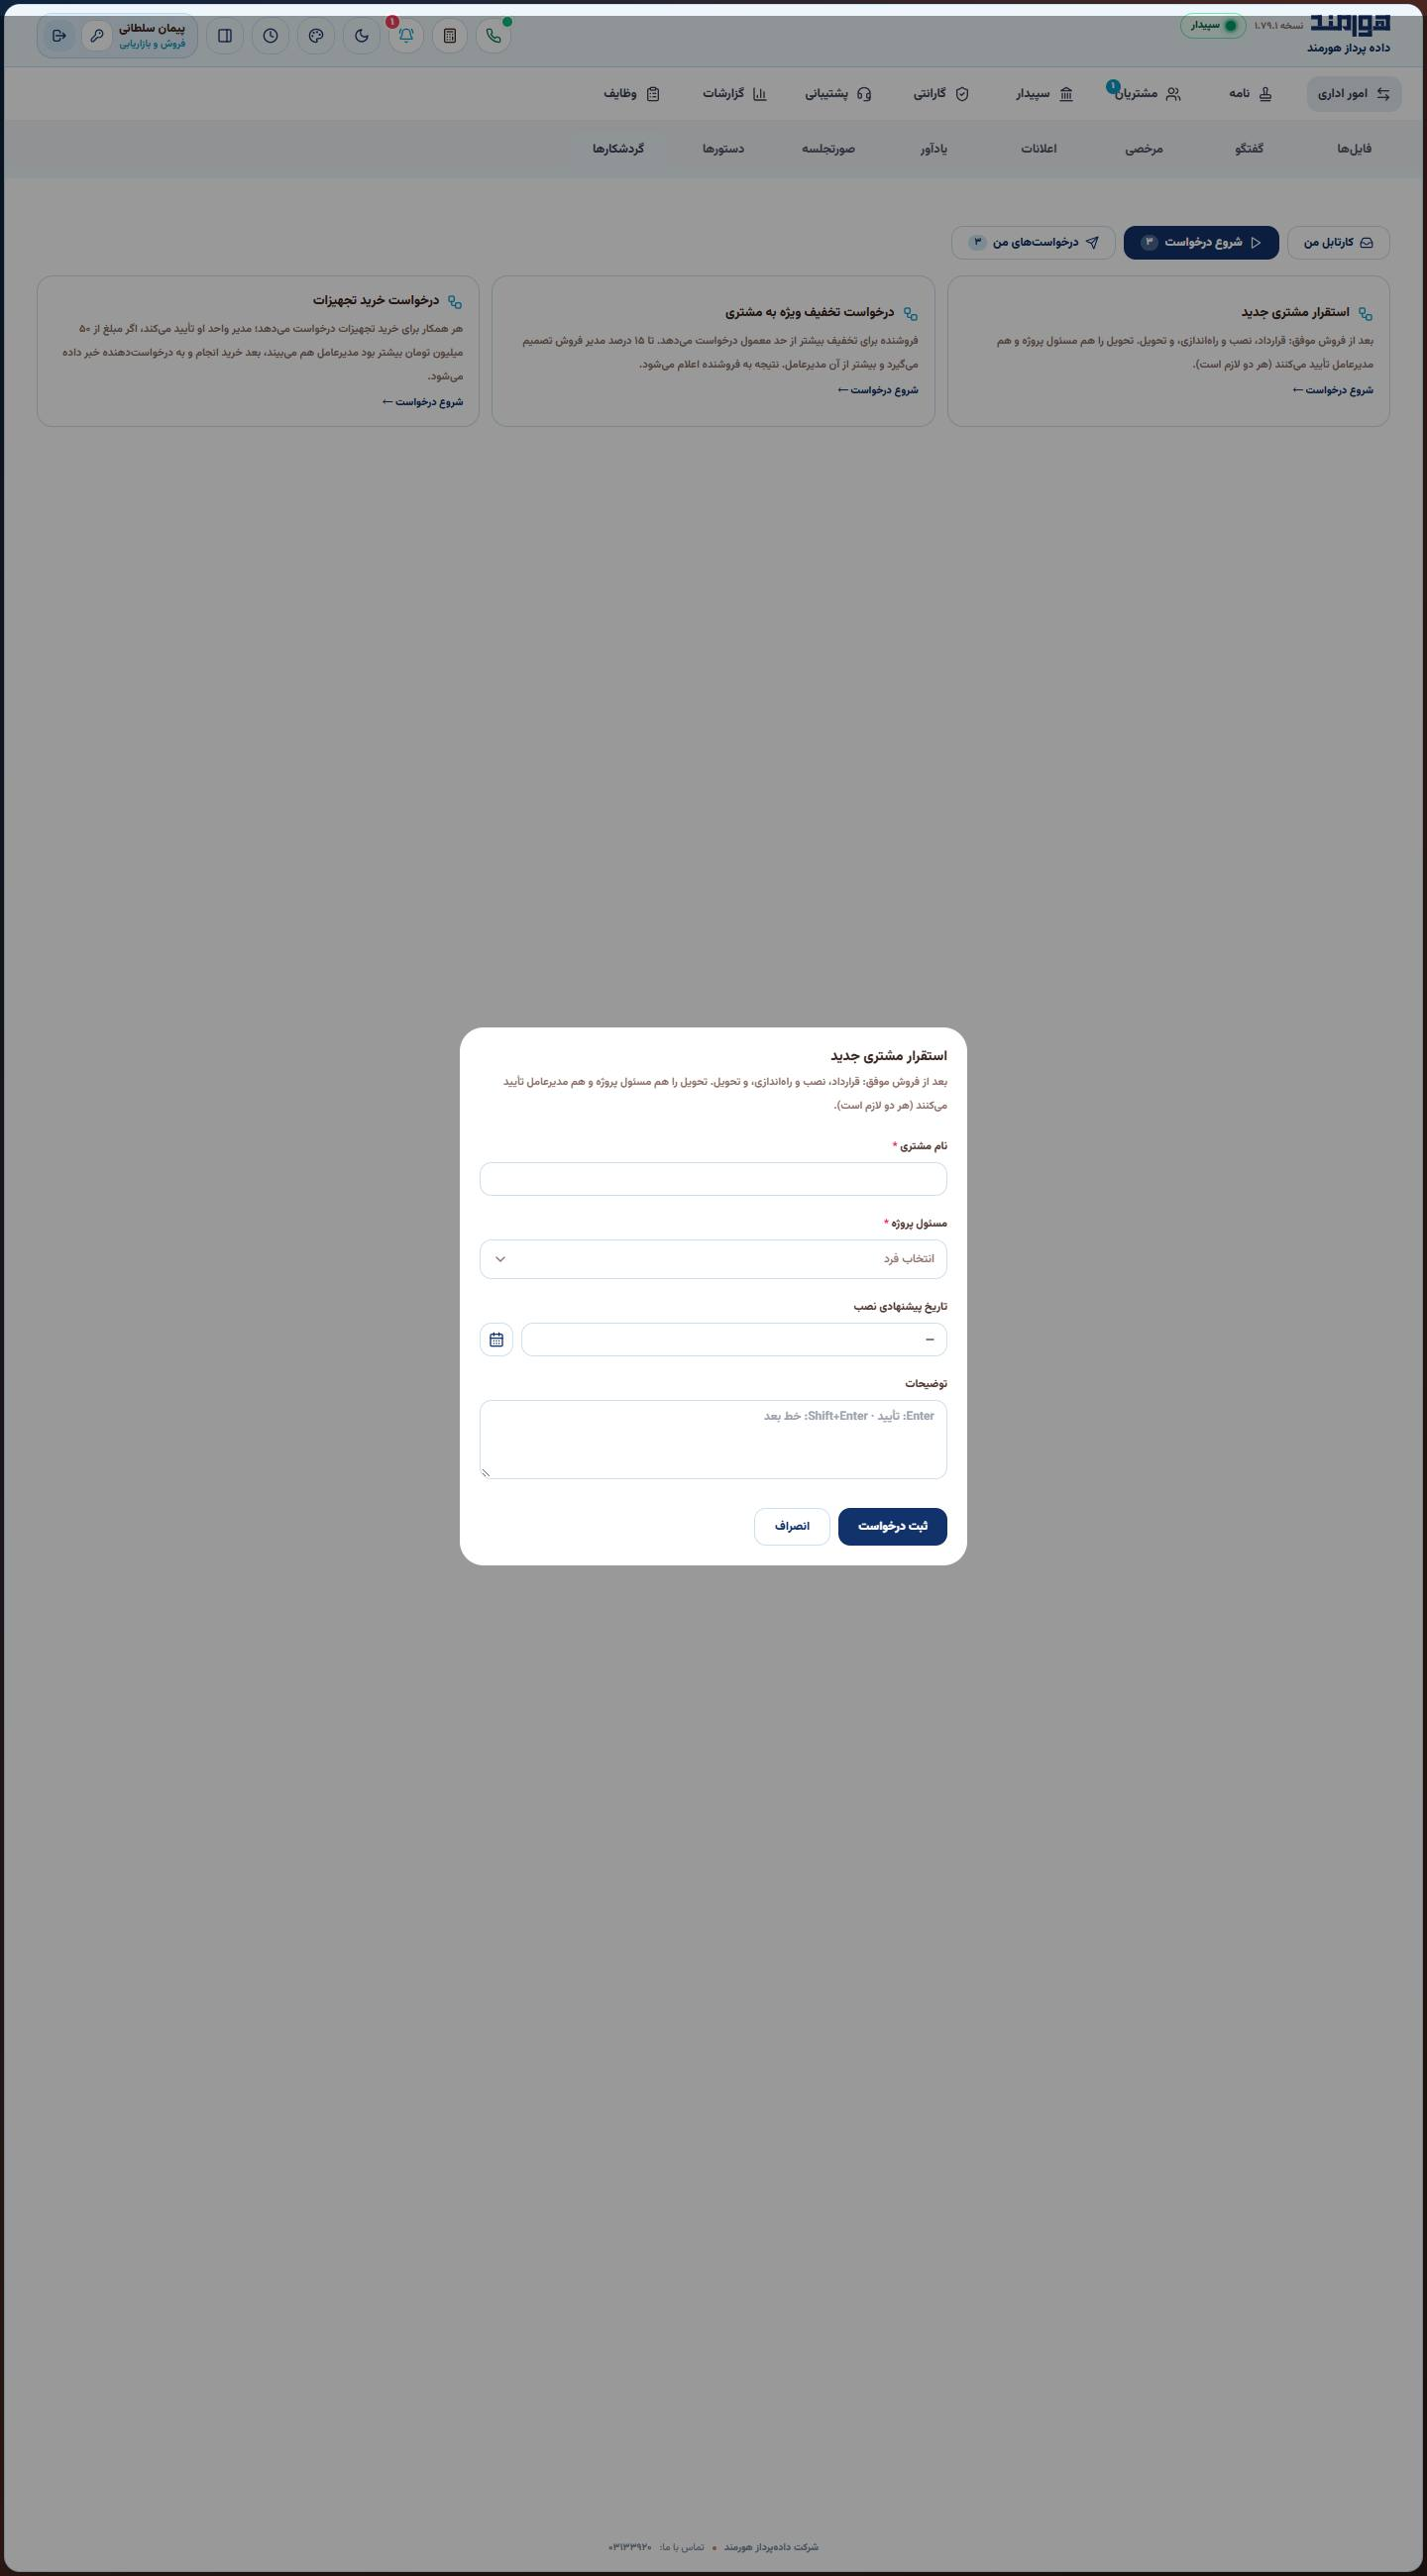 هورمند
نسخه ۱.۷۹.۱
سپیدار
داده پرداز هورمند
۱
پیمان سلطانی
فروش و بازاریابی
امور اداری
نامه
مشتریان
۱
سپیدار
گارانتی
پشتیبانی
گزارشات
وظایف
فایل‌ها
گفتگو
مرخصی
اعلانات
یادآور
صورتجلسه
دستورها
گردشکارها
کارتابل من
شروع درخواست ۳
درخواست‌های من ۳
استقرار مشتری جدید
بعد از فروش موفق: قرارداد، نصب و راه‌اندازی، و تحویل. تحویل را هم مسئول پروژه و هم
مدیرعامل تأیید می‌کنند (هر دو لازم است).
شروع درخواست ←
درخواست تخفیف ویژه به مشتری
فروشنده برای تخفیف بیشتر از حد معمول درخواست می‌دهد. تا ۱۵ درصد مدیر فروش تصمیم
می‌گیرد و بیشتر از آن مدیرعامل. نتیجه به فروشنده اعلام می‌شود.
شروع درخواست ←
درخواست خرید تجهیزات
هر همکار برای خرید تجهیزات درخواست می‌دهد؛ مدیر واحد او تأیید می‌کند، اگر مبلغ از ۵۰
میلیون تومان بیشتر بود مدیرعامل هم می‌بیند، بعد خرید انجام و به درخواست‌دهنده خبر داده
می‌شود.
شروع درخواست ←
استقرار مشتری جدید
بعد از فروش موفق: قرارداد، نصب و راه‌اندازی، و تحویل. تحویل را هم مسئول پروژه و هم مدیرعامل تأیید
می‌کنند (هر دو لازم است).
نام مشتری *
مسئول پروژه *
انتخاب فرد
تاریخ پیشنهادی نصب
—
توضیحات
Enter: تأیید · Shift+Enter: خط بعد
ثبت درخواست
انصراف
شرکت داده‌پرداز هورمند • تماس با ما: ۰۳۱۳۳۹۲۰